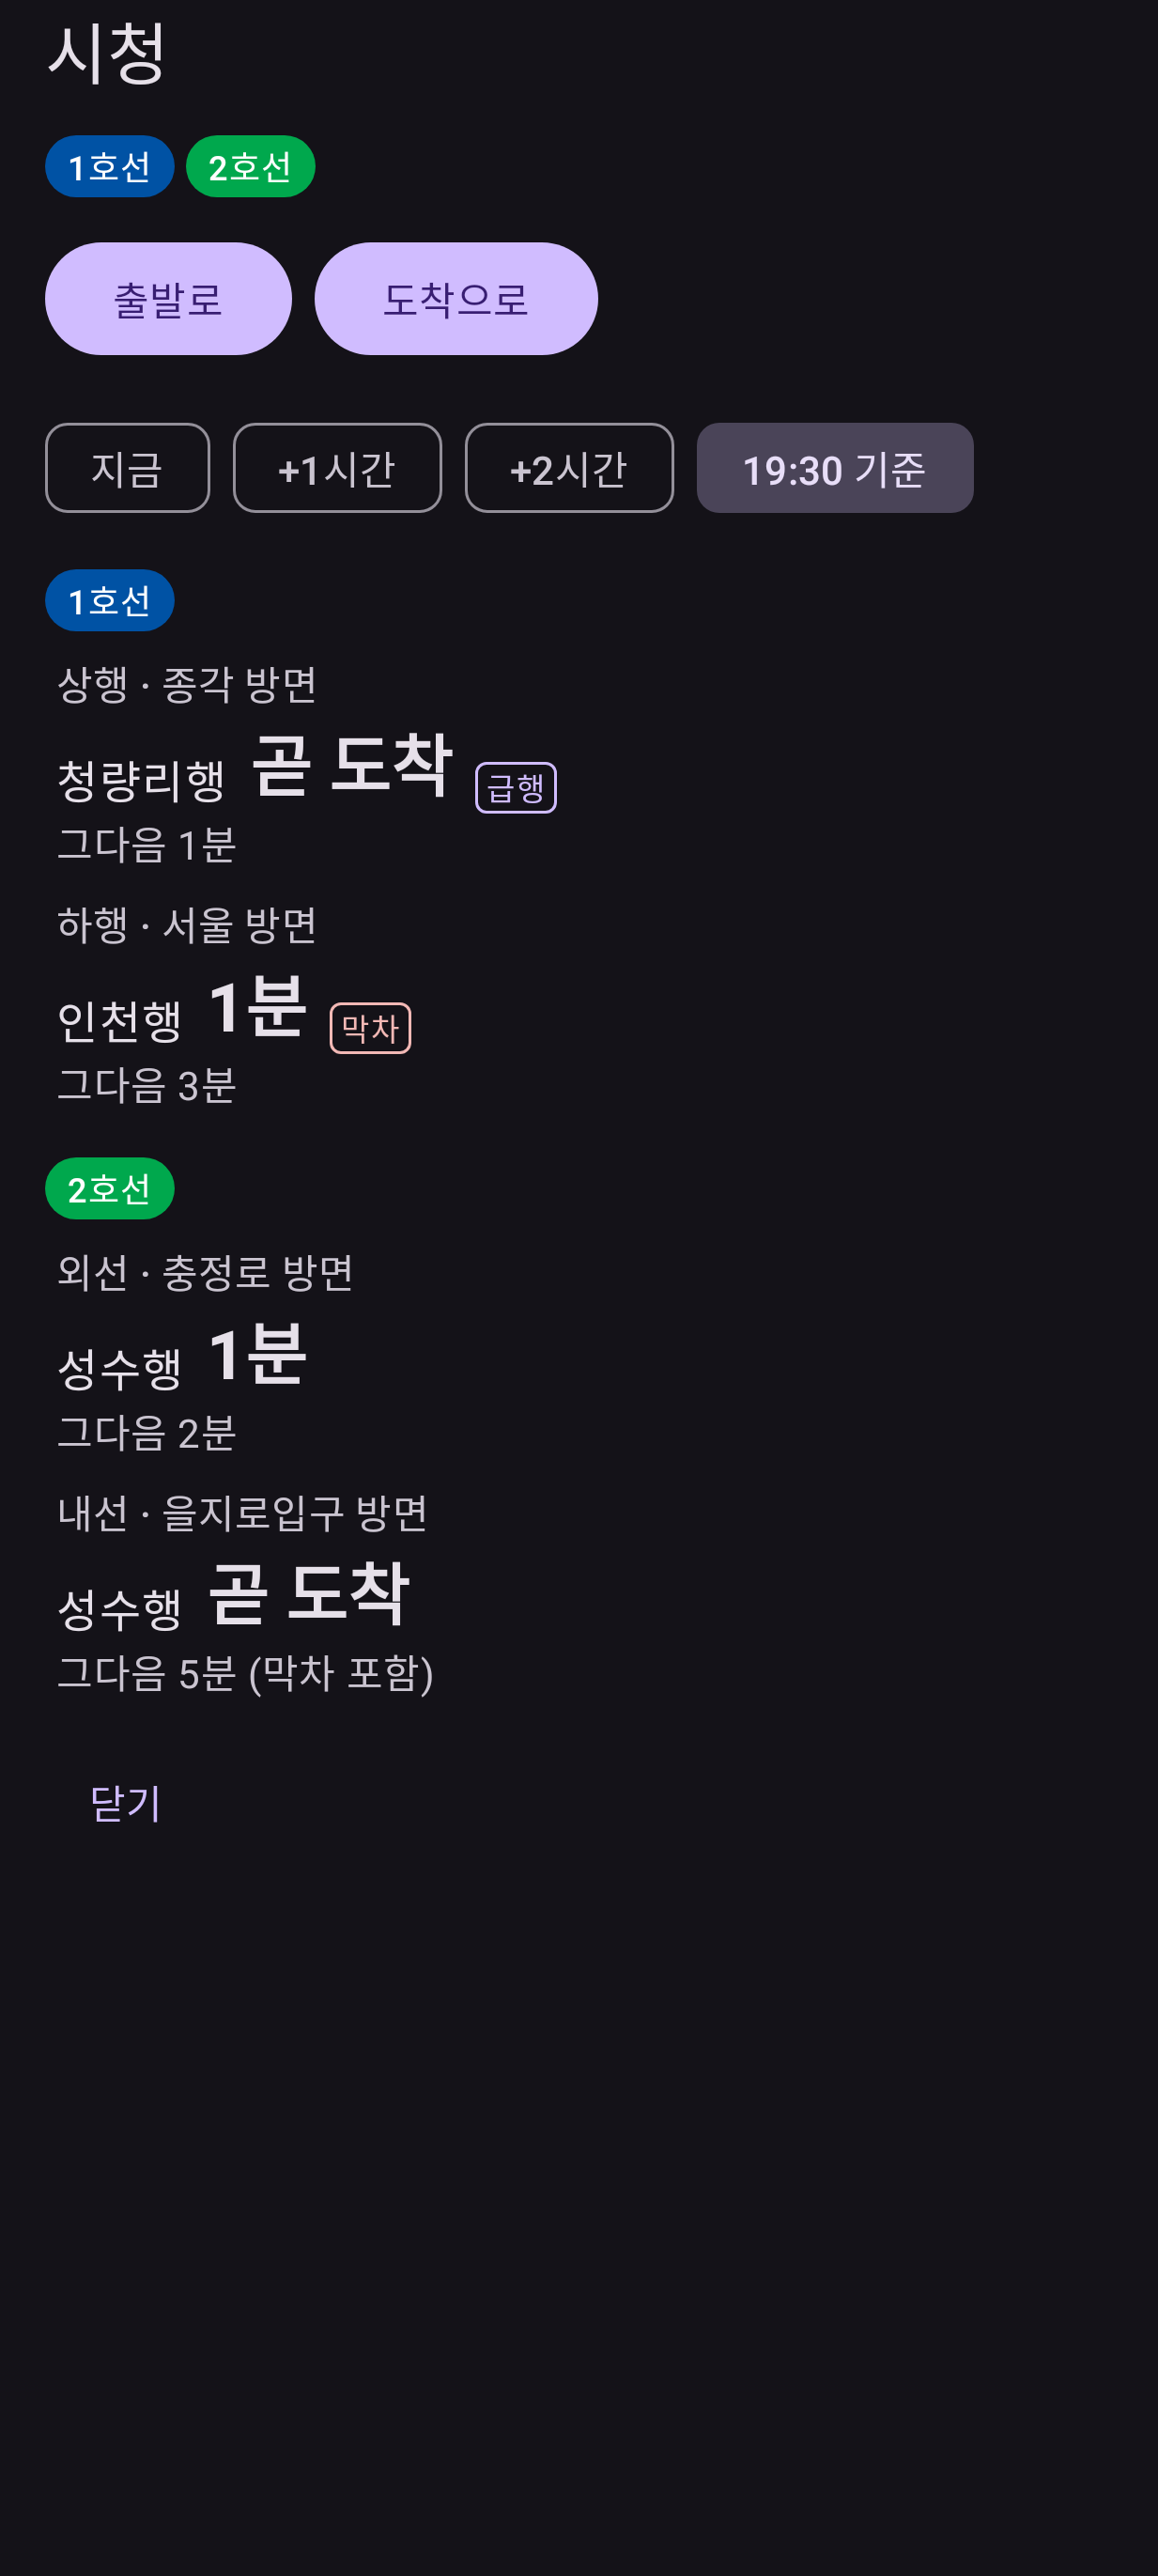 시청
1호선 2호선
출발로 도착으로
지금 +1시간 +2시간 19:30 기준
1호선
상행 · 종각 방면
청량리행 곧 도착 급행
그다음 1분
하행 · 서울 방면
인천행 1분 막차
그다음 3분
2호선
외선 · 충정로 방면
성수행 1분
그다음 2분
내선 · 을지로입구 방면
성수행 곧 도착
그다음 5분 (막차 포함)
닫기